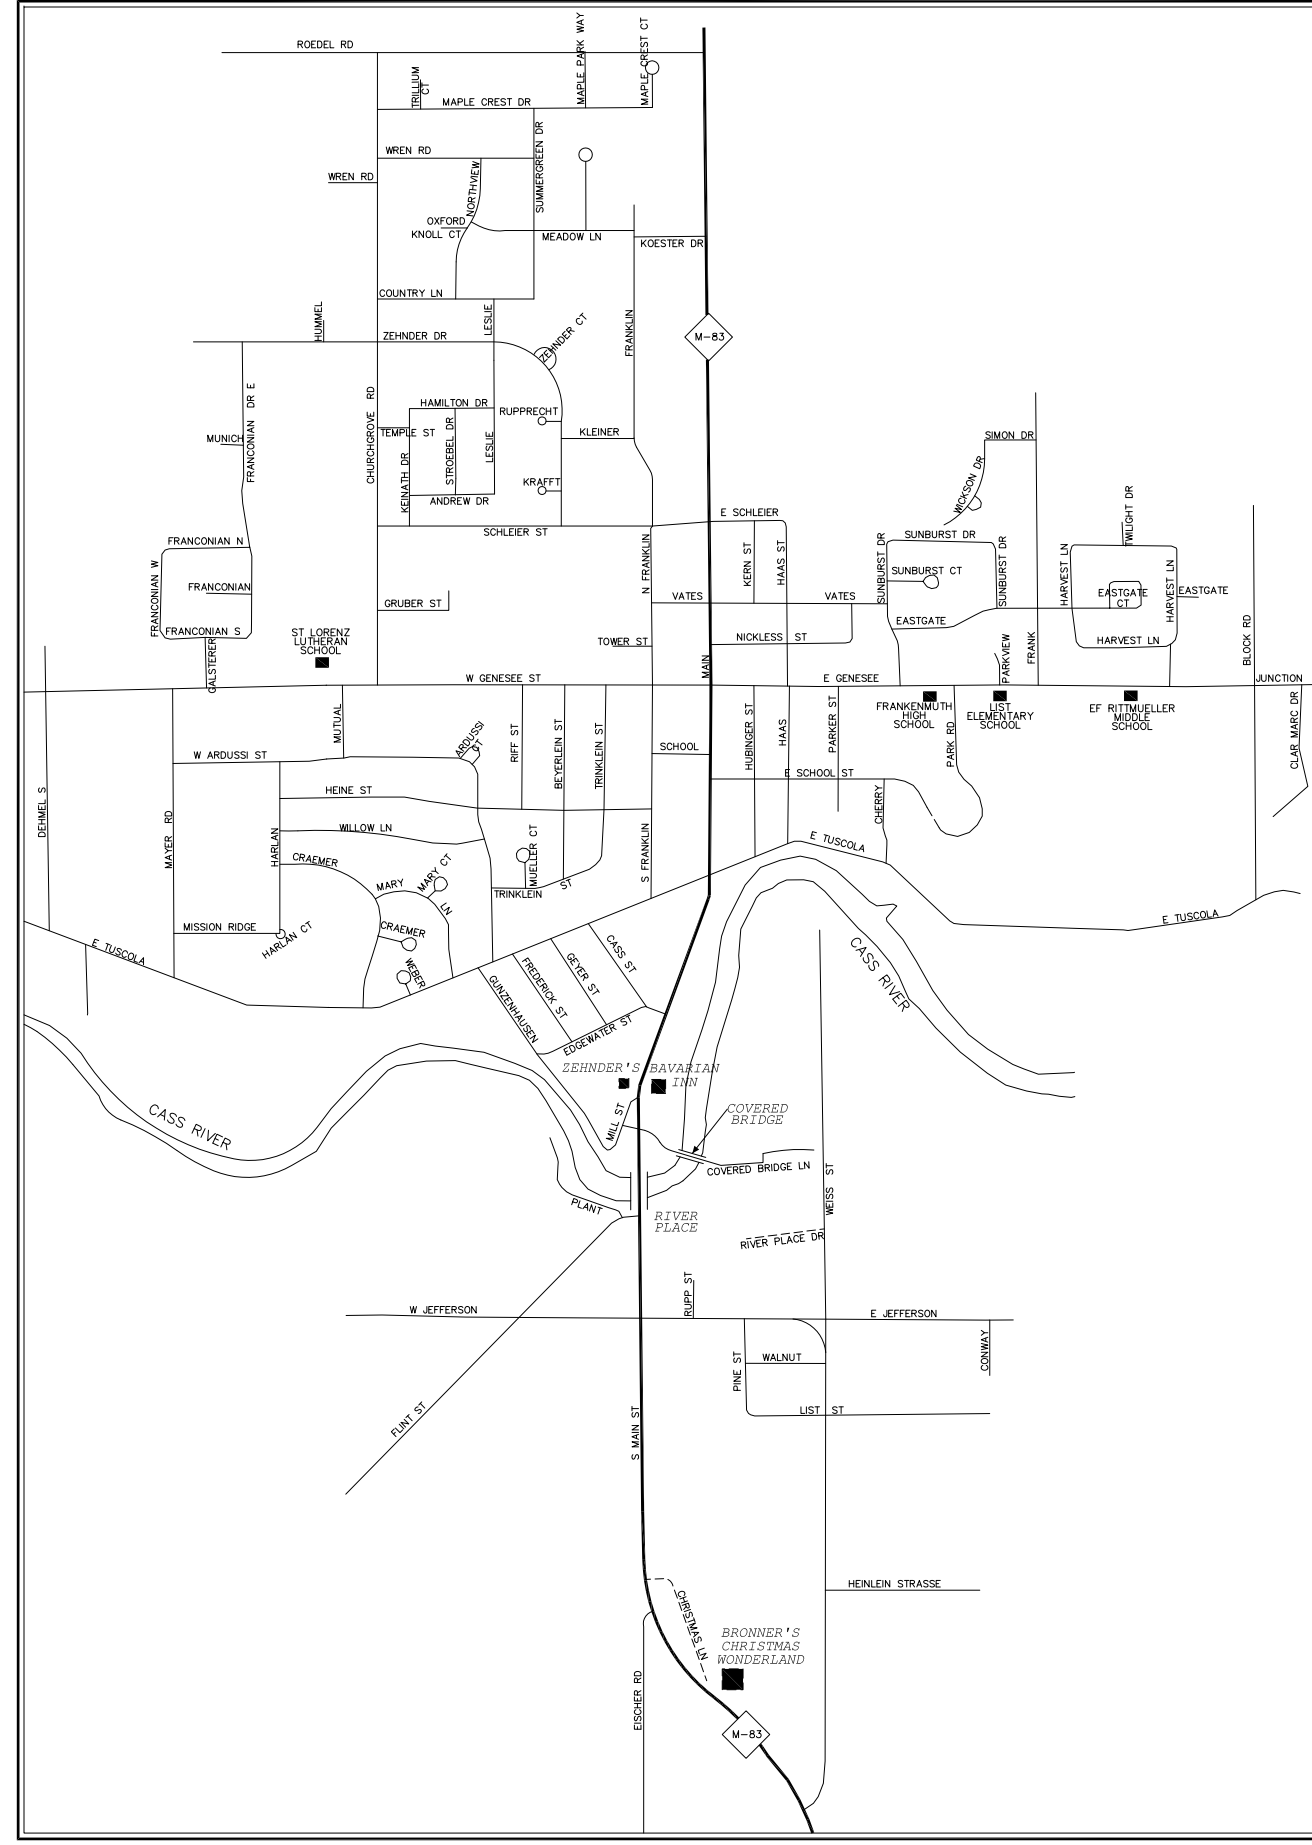 ROEDEL RD
MAPLE PARK WAY
MAPLE CREST CT
TRILLIUM
CT
MAPLE CREST DR
WREN RD
SUMMERGREEN DR
WREN RD
NORTHVIEW
OXFORD
KNOLL CT
MEADOW LN
KOESTER DR
COUNTRY LN
HUMMEL
ZEHNDER DR
LESLIE
ZEHNDER CT
FRANKLIN
M-83
FRANCONIAN DR E
CHURCHGROVE RD
HAMILTON DR
RUPPRECHT
TEMPLE ST
STROEBEL DR
LESLIE
KLEINER
MUNICH
KEINATH DR
KRAFFT
ANDREW DR
SIMON DR
WICKSON DR
TWILIGHT DR
E SCHLEIER
SCHLEIER ST
FRANCONIAN N
N FRANKLIN
KERN ST
HAAS ST
SUNBURST DR
SUNBURST DR
SUNBURST CT
SUNBURST DR
HARVEST LN
HARVEST LN
FRANCONIAN W
FRANCONIAN
GRUBER ST
VATES
VATES
EASTGATE
CT
EASTGATE
EASTGATE
FRANCONIAN S
ST LORENZ
LUTHERAN
SCHOOL
TOWER ST
NICKLESS ST
HARVEST LN
BLOCK RD
GALSTERER
MAIN
PARKVIEW
FRANK
W GENESEE ST
E GENESEE
JUNCTION
FRANKENMUTH
HIGH
SCHOOL
LIST
ELEMENTARY
SCHOOL
EF RITTMUELLER
MIDDLE
SCHOOL
CLAR MARC DR
MUTUAL
ARDUSSI
CT
RIFF ST
BEYERLEIN ST
TRINKLEIN ST
SCHOOL
HUBINGER ST
HAAS
PARKER ST
PARK RD
W ARDUSSI ST
E SCHOOL ST
HEINE ST
CHERRY
DEHMEL S
MAYER RD
HARLAN
WILLOW LN
MUELLER CT
S FRANKLIN
E TUSCOLA
CRAEMER
MARY
MARY CT
LN
TRINKLEIN
ST
MISSION RIDGE
HARLAN CT
CRAEMER
WEBER
E TUSCOLA
E TUSCOLA
CASS ST
GEYER ST
FREDERICK ST
GUNZENHAUSEN
EDGEWATER ST
CASS RIVER
ZEHNDER'S
BAVARIAN
INN
CASS RIVER
MILL ST
COVERED
BRIDGE
COVERED BRIDGE LN
WEISS ST
PLANT
RIVER
PLACE
RIVER PLACE DR
RUPP ST
W JEFFERSON
E JEFFERSON
PINE ST
WALNUT
CONWAY
LIST ST
FLINT ST
S MAIN ST
HEINLEIN STRASSE
CHRISTMAS LN
BRONNER'S
CHRISTMAS
WONDERLAND
EISCHER RD
M-83